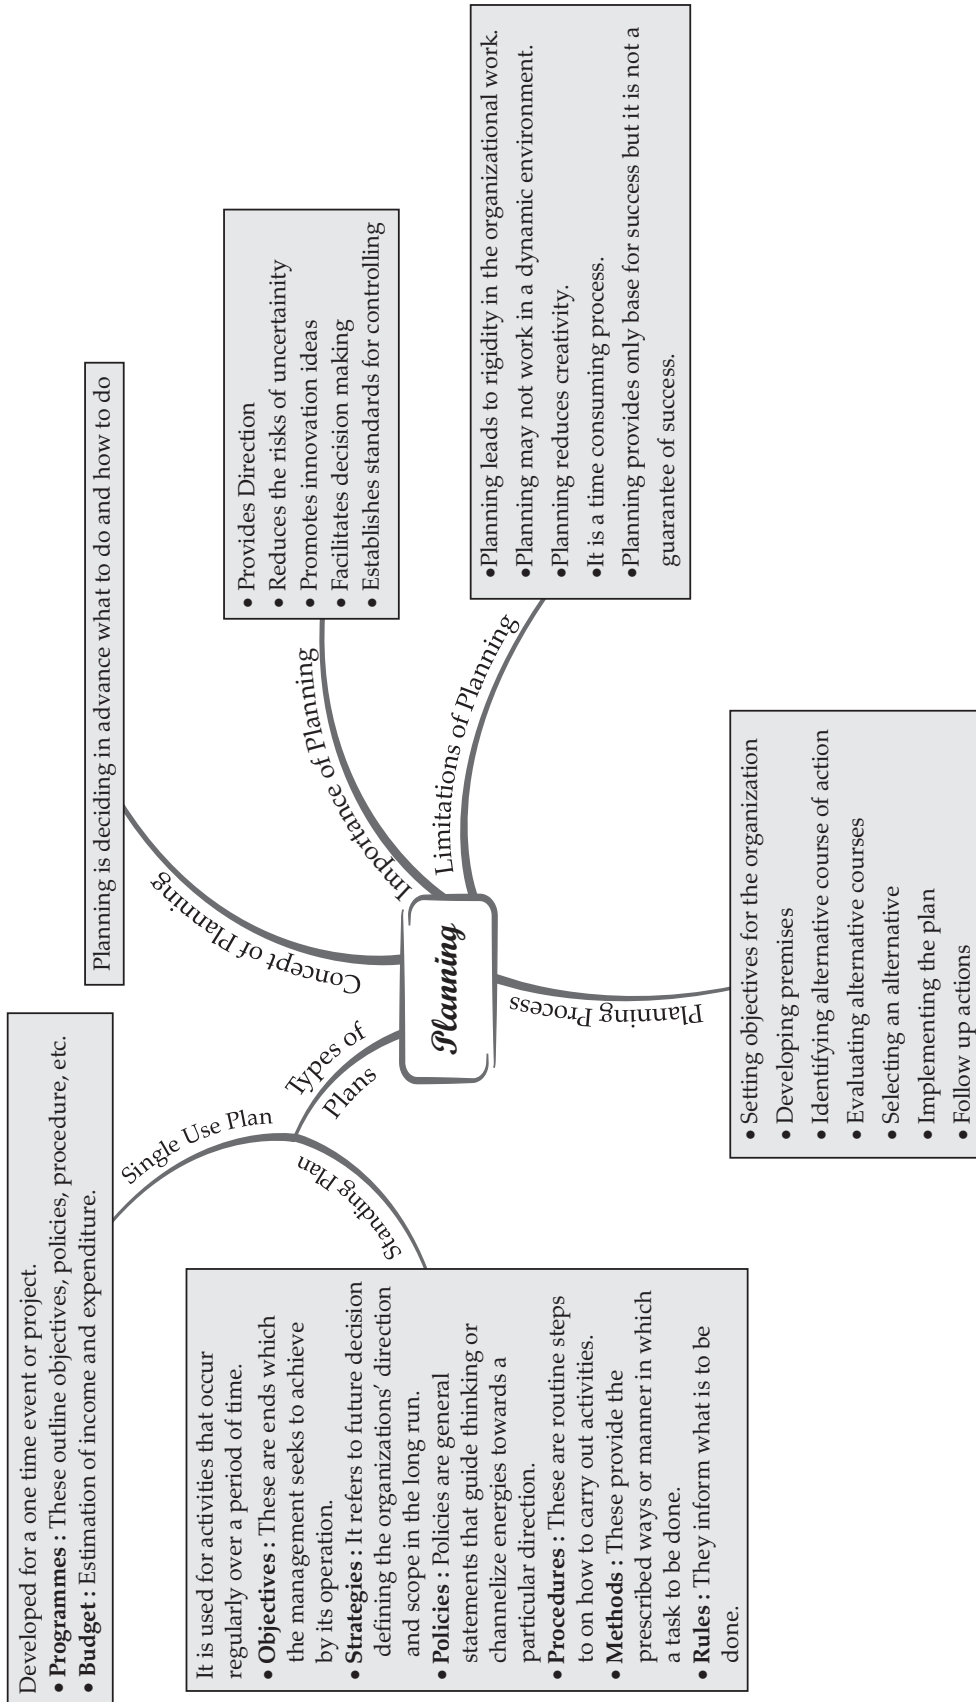 Developed for a one time event or project.
• Programmes : These outline objectives, policies, procedure, etc.
• Budget : Estimation of income and expenditure.
Single Use Plan
Types of
Plans
Standing Plan
It is used for activities that occur
regularly over a period of time.
• Objectives : These are ends which
the management seeks to achieve
by its operation.
• Strategies : It refers to future decision
defining the organizations' direction
and scope in the long run.
• Policies : Policies are general
statements that guide thinking or
channelize energies towards a
particular direction.
• Procedures : These are routine steps
to on how to carry out activities.
• Methods : These provide the
prescribed ways or manner in which
a task to be done.
• Rules : They inform what is to be
done.
Planning
Concept of Planning
Planning is deciding in advance what to do and how to do
Importance of Planning
• Provides Direction
• Reduces the risks of uncertainity
• Promotes innovation ideas
• Facilitates decision making
• Establishes standards for controlling
Limitations of Planning
•Planning leads to rigidity in the organizational work.
•Planning may not work in a dynamic environment.
•Planning reduces creativity.
•It is a time consuming process.
•Planning provides only base for success but it is not a
guarantee of success.
Planning Process
• Setting objectives for the organization
• Developing premises
• Identifying alternative course of action
• Evaluating alternative courses
• Selecting an alternative
• Implementing the plan
• Follow up actions